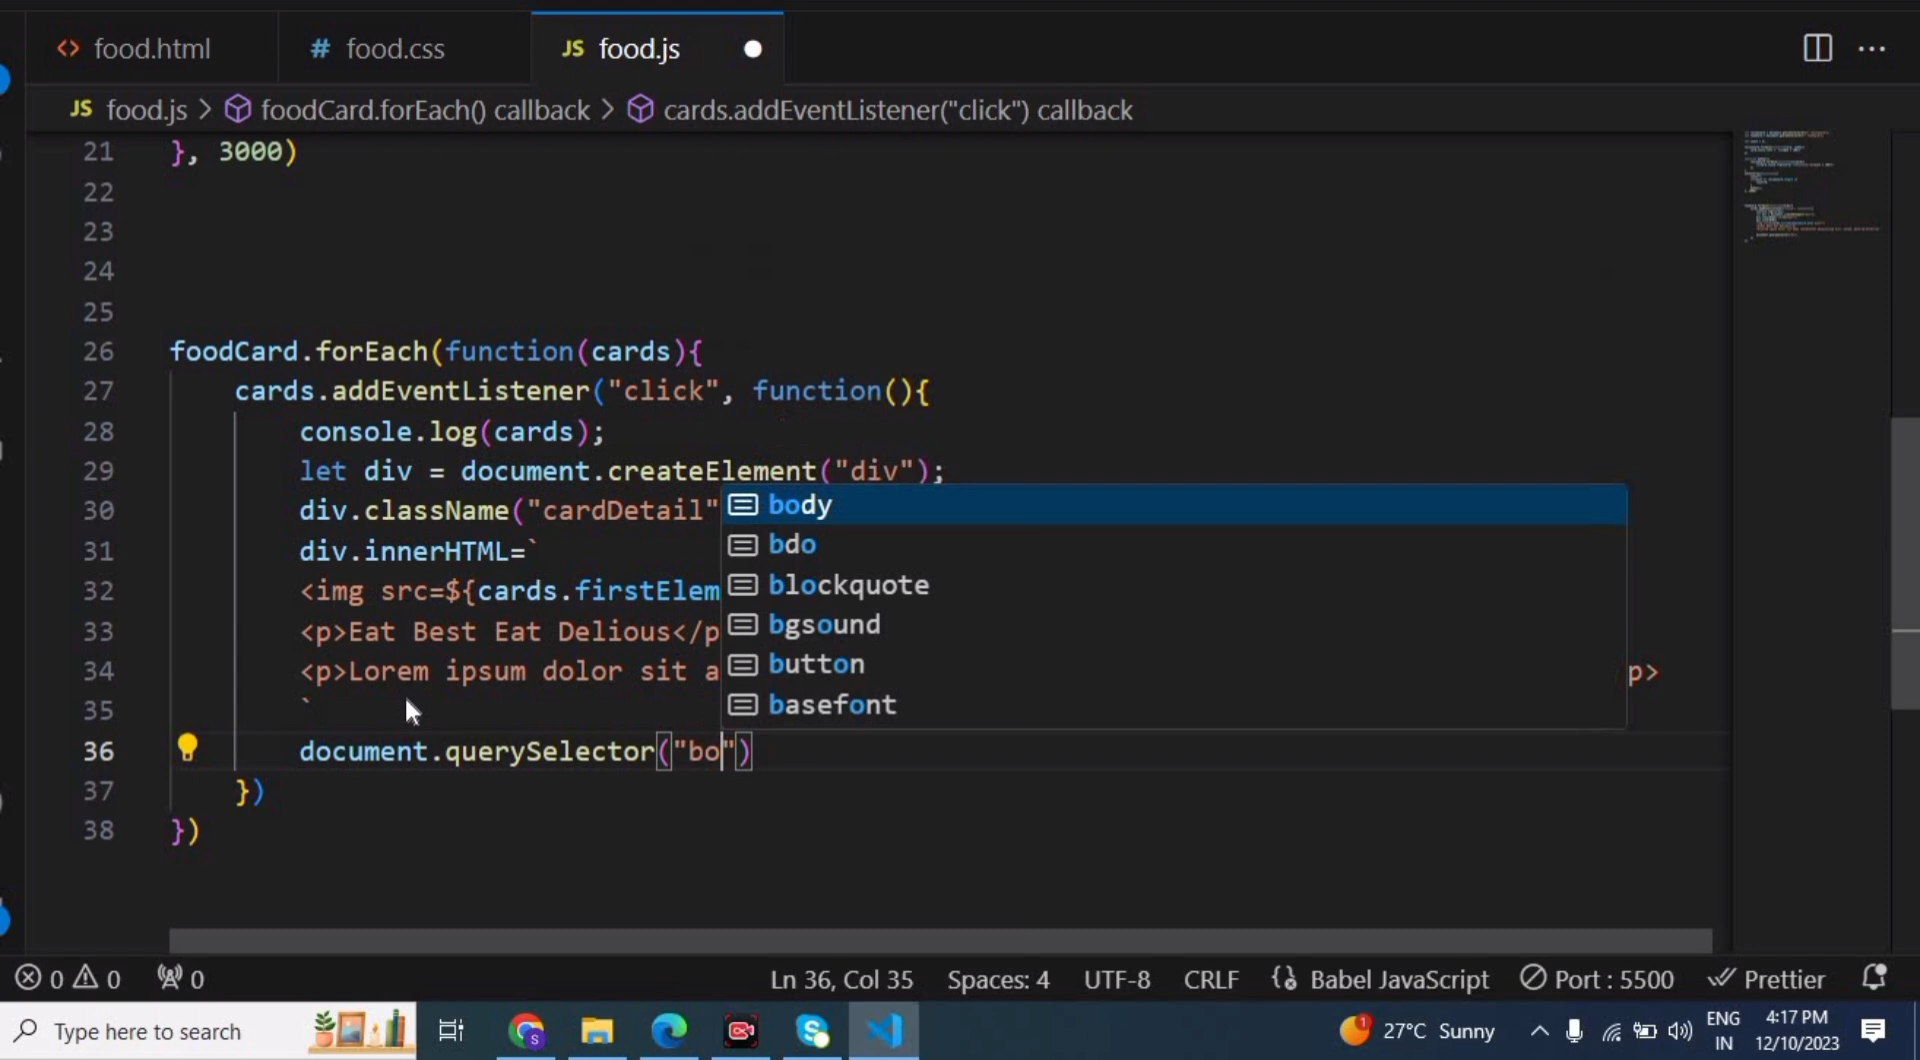 <> food.html # food.css JS food.js
JS food.js > foodCard.forEach() callback > cards.addEventListener("click") callback
21 }, 3000)
22
23
24
25
26 foodCard.forEach(function(cards){
27 cards.addEventListener("click", function(){
28 console.log(cards);
29 let div = document.createElement("div");
30 div.className("cardDetail"
body
31 div.innerHTML=`
bdo
32 <img src=${cards.firstElem
blockquote
33 <p>Eat Best Eat Delious</p
bgsound
34 <p>Lorem ipsum dolor sit a
button
p>
35 `
basefont
36 document.querySelector("bo")
37 })
38 })
0 0 0 Ln 36, Col 35 Spaces: 4 UTF-8 CRLF Babel JavaScript Port : 5500 Prettier
Type here to search
S
1 27°C Sunny
ENG
IN
4:17 PM
12/10/2023